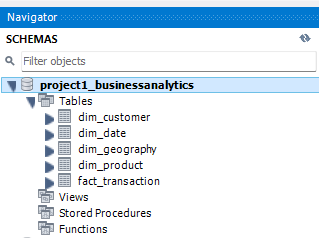 Navigator
SCHEMAS
Filter objects
project1_businessanalytics
Tables
dim_customer
dim_date
dim_geography
dim_product
fact_transaction
Views
Stored Procedures
Functions